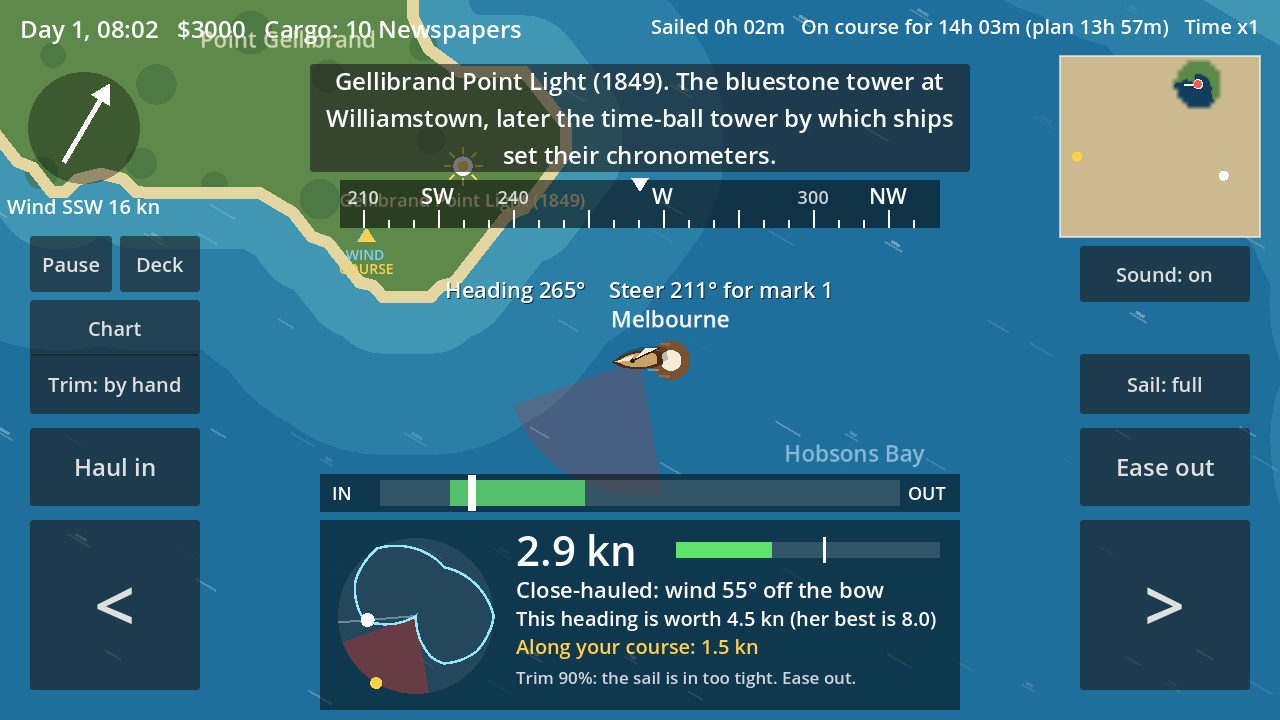 Day 1, 08:02 $3000 Cargo: 10 Newspapers
Sailed 0h 02m On course for 14h 03m (plan 13h 57m) Time x1
Point Gellibrand
Gellibrand Point Light (1849). The bluestone tower at
Williamstown, later the time-ball tower by which ships
set their chronometers.
Wind SSW 16 kn
210 SW 240 W 300 NW
Gellibrand Point Light (1849)
WIND
COURSE
Pause
Deck
Chart
Trim: by hand
Haul in
<
Heading 265° Steer 211° for mark 1
Melbourne
Hobsons Bay
Sound: on
Sail: full
Ease out
>
IN
OUT
2.9 kn
Close-hauled: wind 55° off the bow
This heading is worth 4.5 kn (her best is 8.0)
Along your course: 1.5 kn
Trim 90%: the sail is in too tight. Ease out.